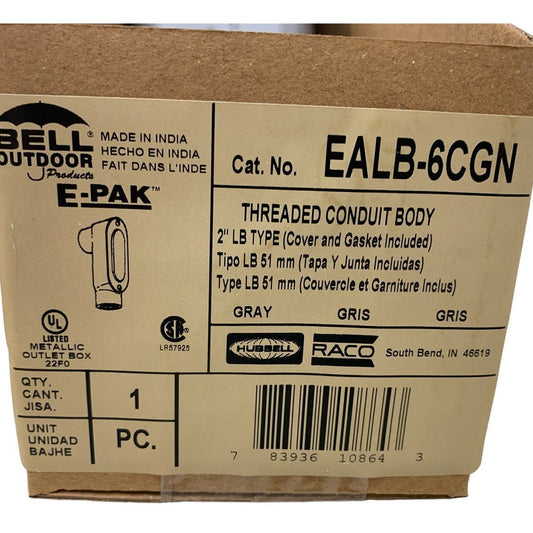 BELL®
OUTDOOR
Products
E-PAK™
MADE IN INDIA
HECHO EN INDIA
FAIT DANS L'INDE
Cat. No. EALB-6CGN
THREADED CONDUIT BODY
2" LB TYPE (Cover and Gasket Included)
Tipo LB 51 mm (Tapa Y Junta Incluidas)
Type LB 51 mm (Couvercle et Garniture Inclus)
GRAY GRIS GRIS
UL
LISTED
METALLIC
OUTLET BOX
22F0
SA
LR57925
HUBBELL RACO South Bend, IN 46619
QTY.
CANT.
JISA.
1
UNIT
UNIDAD
BAJHE
PC.
7 83936 10864 3